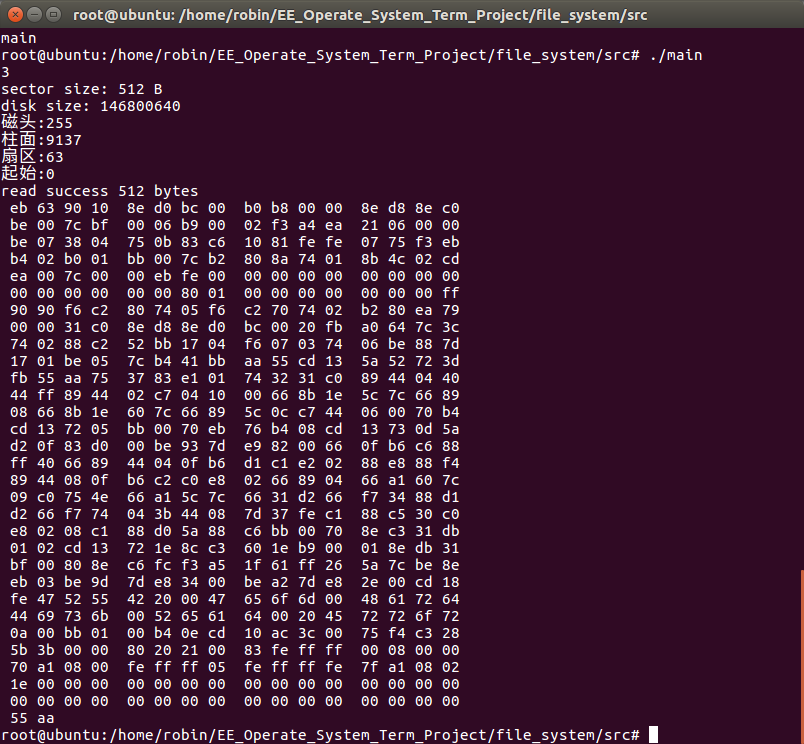 root@ubuntu: /home/robin/EE_Operate_System_Term_Project/file_system/src
main
root@ubuntu:/home/robin/EE_Operate_System_Term_Project/file_system/src# ./main
3
sector size: 512 B
disk size: 146800640
磁头:255
柱面:9137
扇区:63
起始:0
read success 512 bytes
eb 63 90 10  8e d0 bc 00  b0 b8 00 00  8e d8 8e c0
be 00 7c bf  00 06 b9 00  02 f3 a4 ea  21 06 00 00
be 07 38 04  75 0b 83 c6  10 81 fe fe  07 75 f3 eb
b4 02 b0 01  bb 00 7c b2  80 8a 74 01  8b 4c 02 cd
ea 00 7c 00  00 eb fe 00  00 00 00 00  00 00 00 00
00 00 00 00  00 00 80 01  00 00 00 00  00 00 00 ff
90 90 f6 c2  80 74 05 f6  c2 70 74 02  b2 80 ea 79
00 00 31 c0  8e d8 8e d0  bc 00 20 fb  a0 64 7c 3c
74 02 88 c2  52 bb 17 04  f6 07 03 74  06 be 88 7d
17 01 be 05  7c b4 41 bb  aa 55 cd 13  5a 52 72 3d
fb 55 aa 75  37 83 e1 01  74 32 31 c0  89 44 04 40
44 ff 89 44  02 c7 04 10  00 66 8b 1e  5c 7c 66 89
08 66 8b 1e  60 7c 66 89  5c 0c c7 44  06 00 70 b4
cd 13 72 05  bb 00 70 eb  76 b4 08 cd  13 73 0d 5a
d2 0f 83 d0  00 be 93 7d  e9 82 00 66  0f b6 c6 88
ff 40 66 89  44 04 0f b6  d1 c1 e2 02  88 e8 88 f4
89 44 08 0f  b6 c2 c0 e8  02 66 89 04  66 a1 60 7c
09 c0 75 4e  66 a1 5c 7c  66 31 d2 66  f7 34 88 d1
d2 66 f7 74  04 3b 44 08  7d 37 fe c1  88 c5 30 c0
e8 02 08 c1  88 d0 5a 88  c6 bb 00 70  8e c3 31 db
01 02 cd 13  72 1e 8c c3  60 1e b9 00  01 8e db 31
bf 00 80 8e  c6 fc f3 a5  1f 61 ff 26  5a 7c be 8e
eb 03 be 9d  7d e8 34 00  be a2 7d e8  2e 00 cd 18
fe 47 52 55  42 20 00 47  65 6f 6d 00  48 61 72 64
44 69 73 6b  00 52 65 61  64 00 20 45  72 72 6f 72
0a 00 bb 01  00 b4 0e cd  10 ac 3c 00  75 f4 c3 28
5b 3b 00 00  80 20 21 00  83 fe ff ff  00 08 00 00
70 a1 08 00  fe ff ff 05  fe ff ff fe  7f a1 08 02
1e 00 00 00  00 00 00 00  00 00 00 00  00 00 00 00
00 00 00 00  00 00 00 00  00 00 00 00  00 00 00 00
55 aa
root@ubuntu:/home/robin/EE_Operate_System_Term_Project/file_system/src#